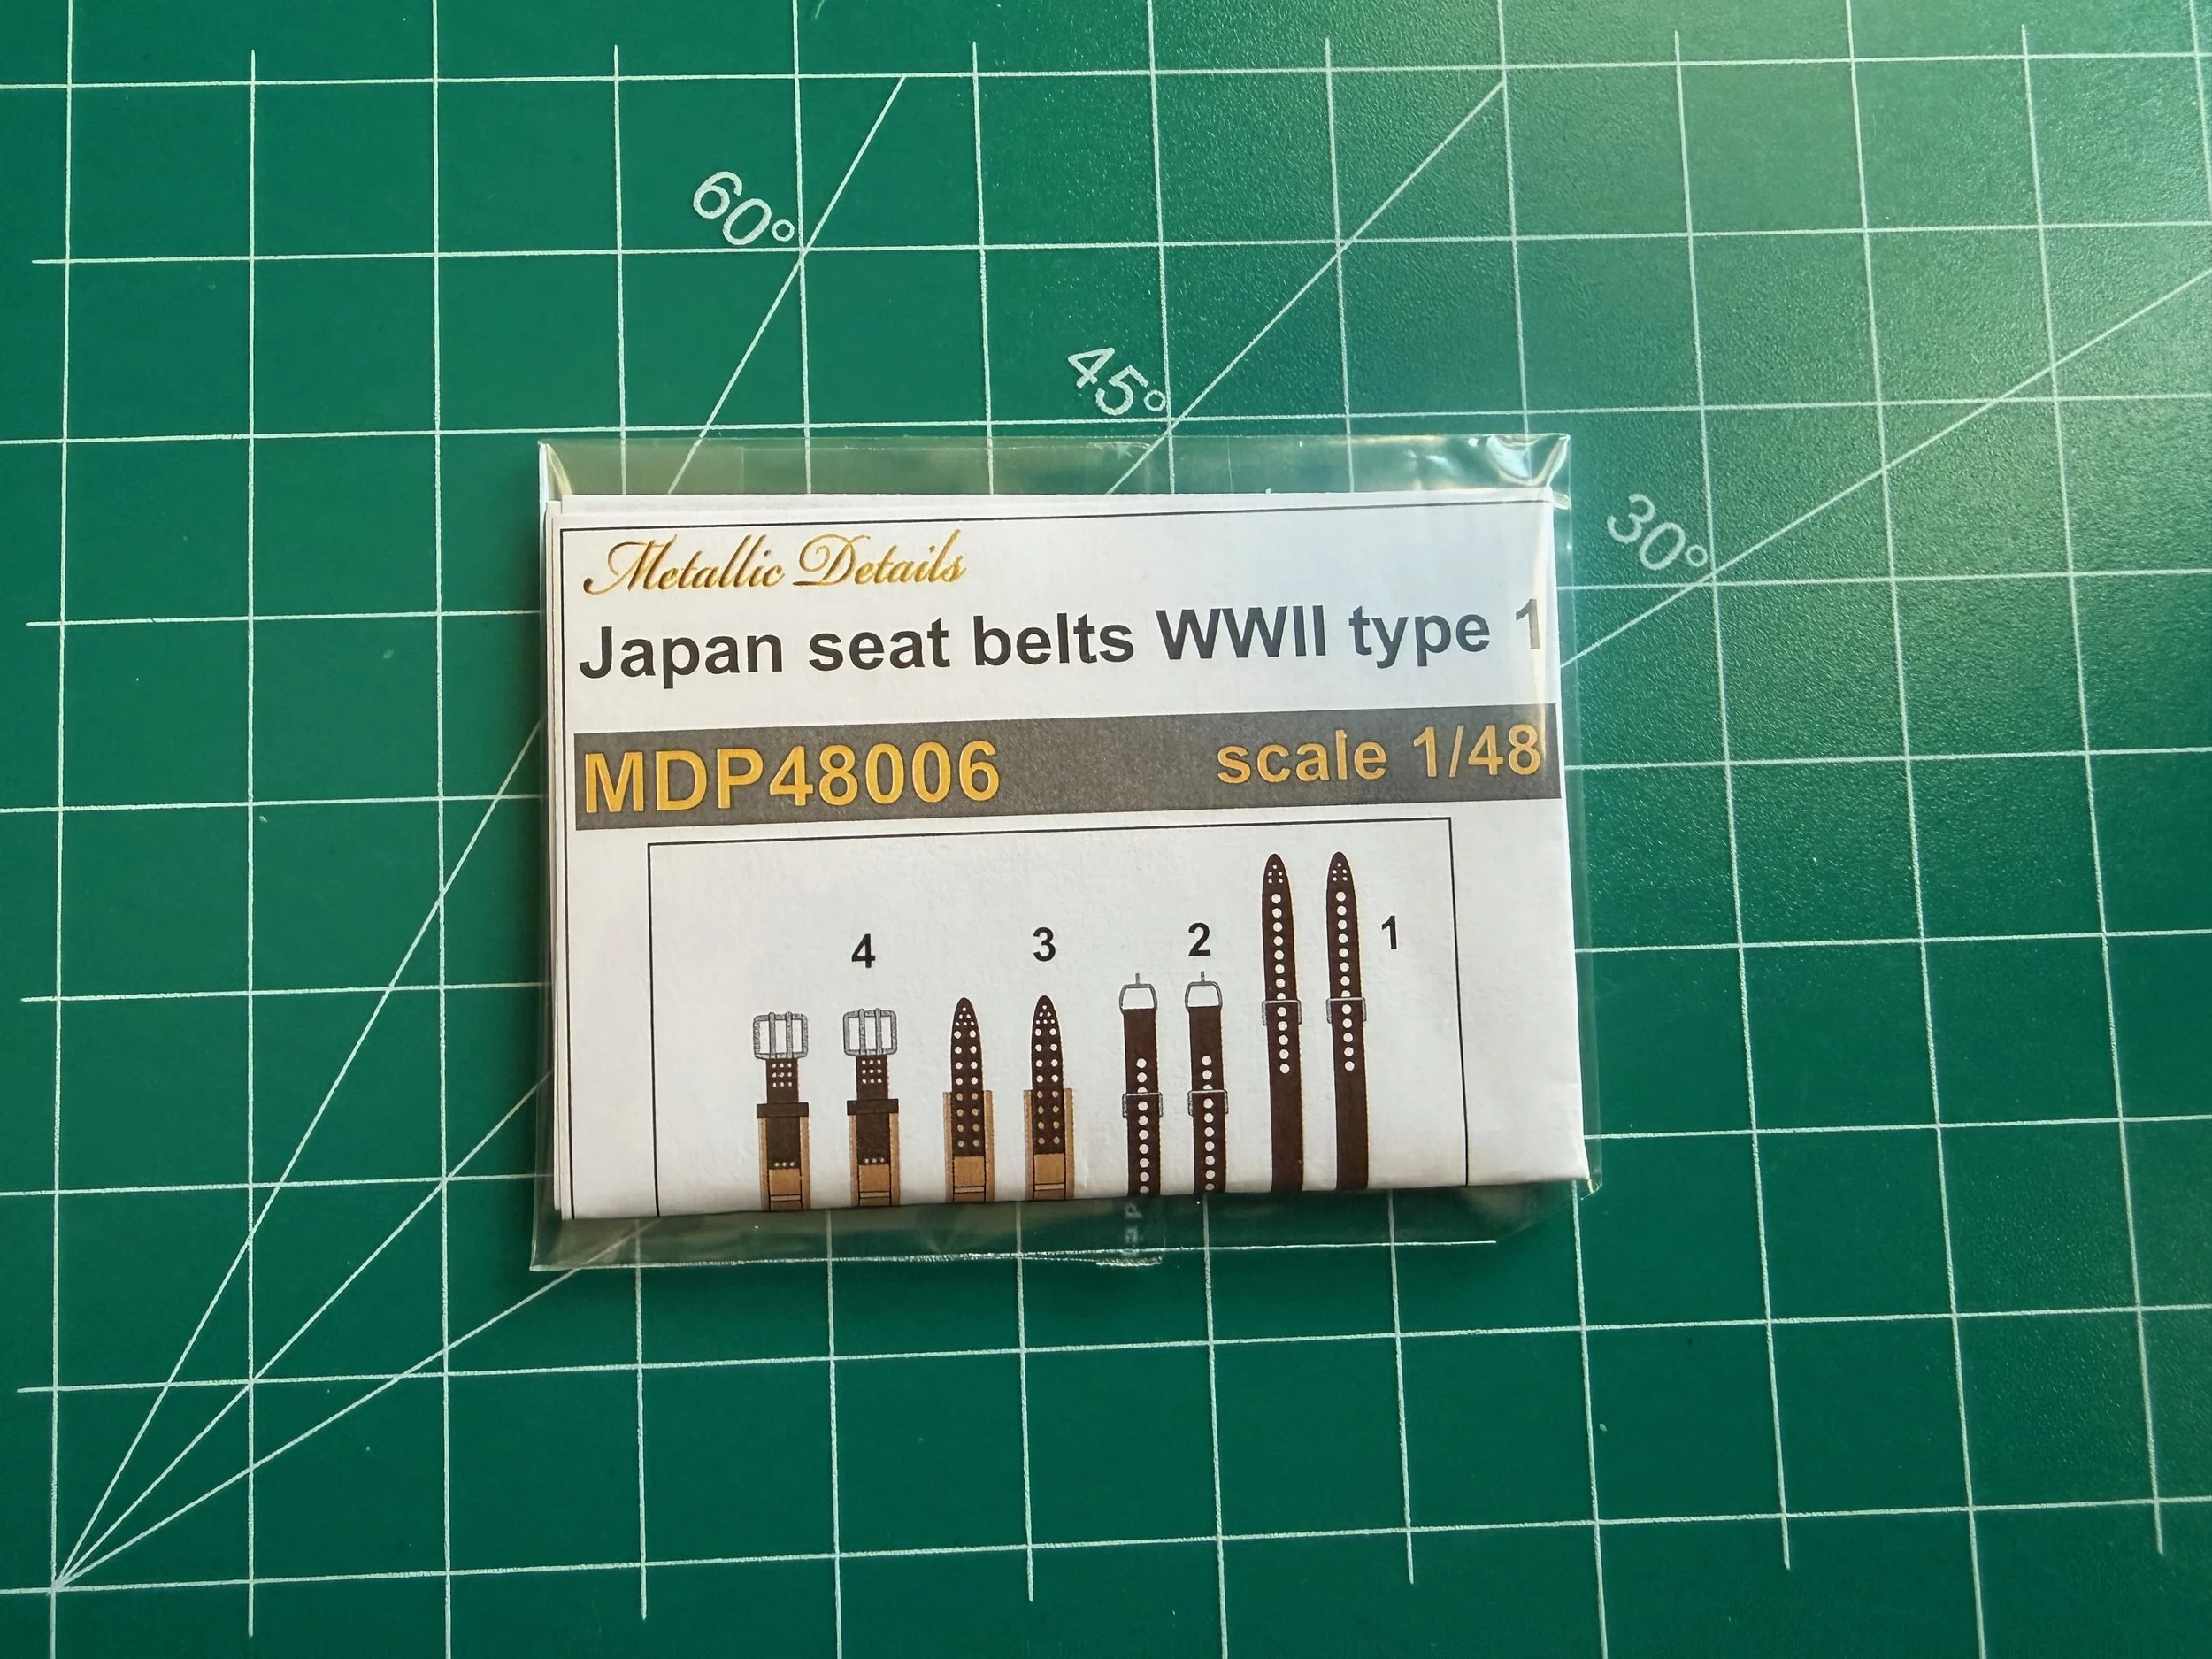 60°
45°
30°
Metallic Details
Japan seat belts WWII type 1
MDP48006 scale 1/48
4 3 2 1